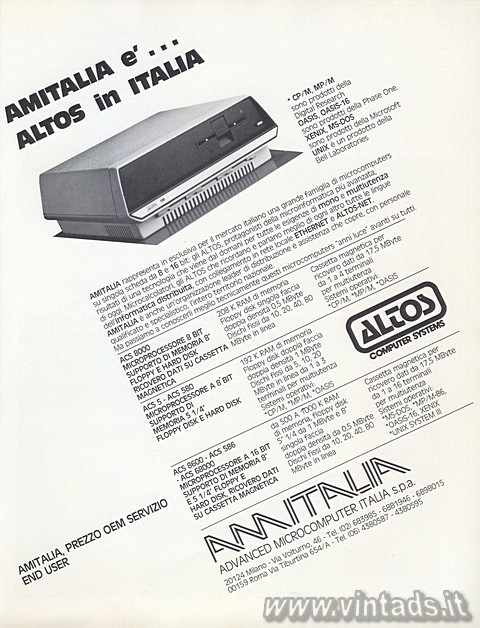 AMITALIA e' . . .
ALTOS in ITALIA
* CP/M, MP/M
sono prodotti della
Digital Research
OASIS, OASIS-16
sono prodotti della Phase One.
XENIX, MS-DOS
sono prodotti della Microsoft
UNIX è un prodotto della
Bell Laboratories
AMITALIA rappresenta in esclusiva per il mercato italiano una grande famiglia di microcomputers
su singola scheda da 8 e 16 bit: gli ALTOS, protagonisti della microinformatica più avanzata,
risultati di una tecnologia che viene dal domani per tutte le esigenze di mono e multiutenza
di oggi. Microcalcolatori, gli ALTOS che ricordano e parlano meglio di ogni altro tutte le lingue
dell'informatica distribuita, con collegamento in rete locale ETHERNET e ALTOS-NET.
AMITALIA è anche un'organizzazione leader di distribuzione e assistenza che copre, con personale
qualificato e specialistico, l'intero territorio nazionale.
Ma passiamo a conoscerli meglio tecnicamente questi microcomputers "anni luce" avanti su tutti.
ACS 8000
MICROPROCESSORE 8 BIT
SUPPORTO DI MEMORIA 8"
FLOPPY E HARD DISK
RICOVERO DATI SU CASSETTA
MAGNETICA
208 K RAM di memoria
Floppy disk singola faccia
doppia densità 0.5 MByte
Dischi fissi da 10, 20, 40, 80
MByte in linea
Cassetta magnetica per
ricovero dati da 17.5 MByte
da 1 a 4 terminali
per multiutenza
Sistemi operativi:
*CP/M, *MP/M, *OASIS
ALTOS
COMPUTER SYSTEMS
ACS 5 - ACS 580
MICROPROCESSORE A 8 BIT
SUPPORTO DI
MEMORIA 5 1/4"
FLOPPY DISK E HARD DISK
192 K RAM di memoria
Floppy disk doppia faccia
doppia densità 1 MByte
Dischi fissi da 5, 10, 20
MByte in linea da 1 a 3
terminali per multiutenza
Sistemi operativi:
*CP/M, *MP/M, *OASIS
ACS 8600 - ACS 586
- ACS 68000
MICROPROCESSORE A 16 BIT
SUPPORTO DI MEMORIA 8"
E 5 1/4" FLOPPY E
HARD DISK, RICOVERO DATI
SU CASSETTA MAGNETICA
da 500 A 1000 K RAM
di memoria, Floppy disk
5" 1/4 da 1 MByte e 8"
singola faccia
doppia densità da 0.5 MByte
Dischi fissi da 10, 20, 40, 80
MByte in linea
Cassetta magnetica per
ricovero dati da 17.5 MByte
da 1 a 16 terminali
per multiutenza
Sistemi operativi:
*MS-DOS, *MP/M-86,
*OASIS-16, XENIX,
*UNIX SYSTEM III
AMITALIA, PREZZO OEM SERVIZIO
END USER
AMITALIA
ADVANCED MICROCOMPUTER ITALIA s.p.a.
20124 Milano - Via Volturno, 46 - Tel. (02) 683985 - 6881946 - 6898015
00159 Roma Via Tiburtina 654/A - Tel. (06) 4380587 - 4380595
www.vintads.it